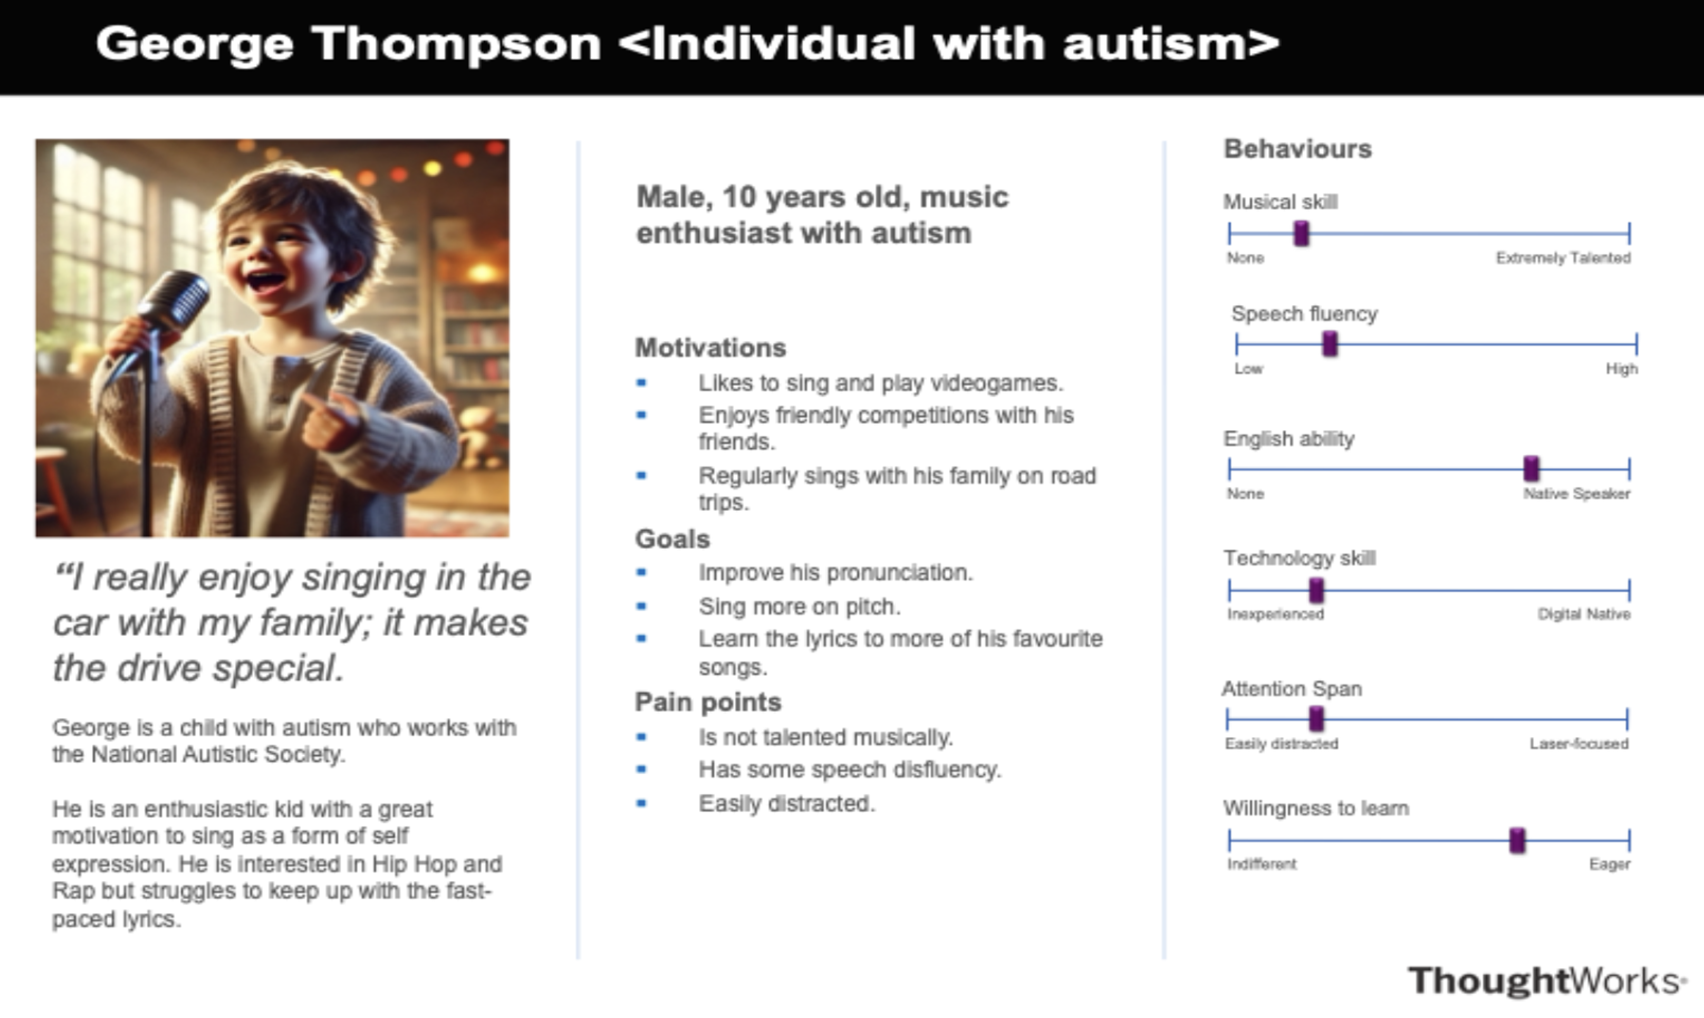 George Thompson <Individual with autism>
“I really enjoy singing in the
car with my family; it makes
the drive special.
George is a child with autism who works with
the National Autistic Society.
He is an enthusiastic kid with a great
motivation to sing as a form of self
expression. He is interested in Hip Hop and
Rap but struggles to keep up with the fast-
paced lyrics.
Male, 10 years old, music
enthusiast with autism
Motivations
Likes to sing and play videogames.
Enjoys friendly competitions with his
friends.
Regularly sings with his family on road
trips.
Goals
Improve his pronunciation.
Sing more on pitch.
Learn the lyrics to more of his favourite
songs.
Pain points
Is not talented musically.
Has some speech disfluency.
Easily distracted.
Behaviours
Musical skill
None Extremely Talented
Speech fluency
Low High
English ability
None Native Speaker
Technology skill
Inexperienced Digital Native
Attention Span
Easily distracted Laser-focused
Willingness to learn
Indifferent Eager
ThoughtWorks®